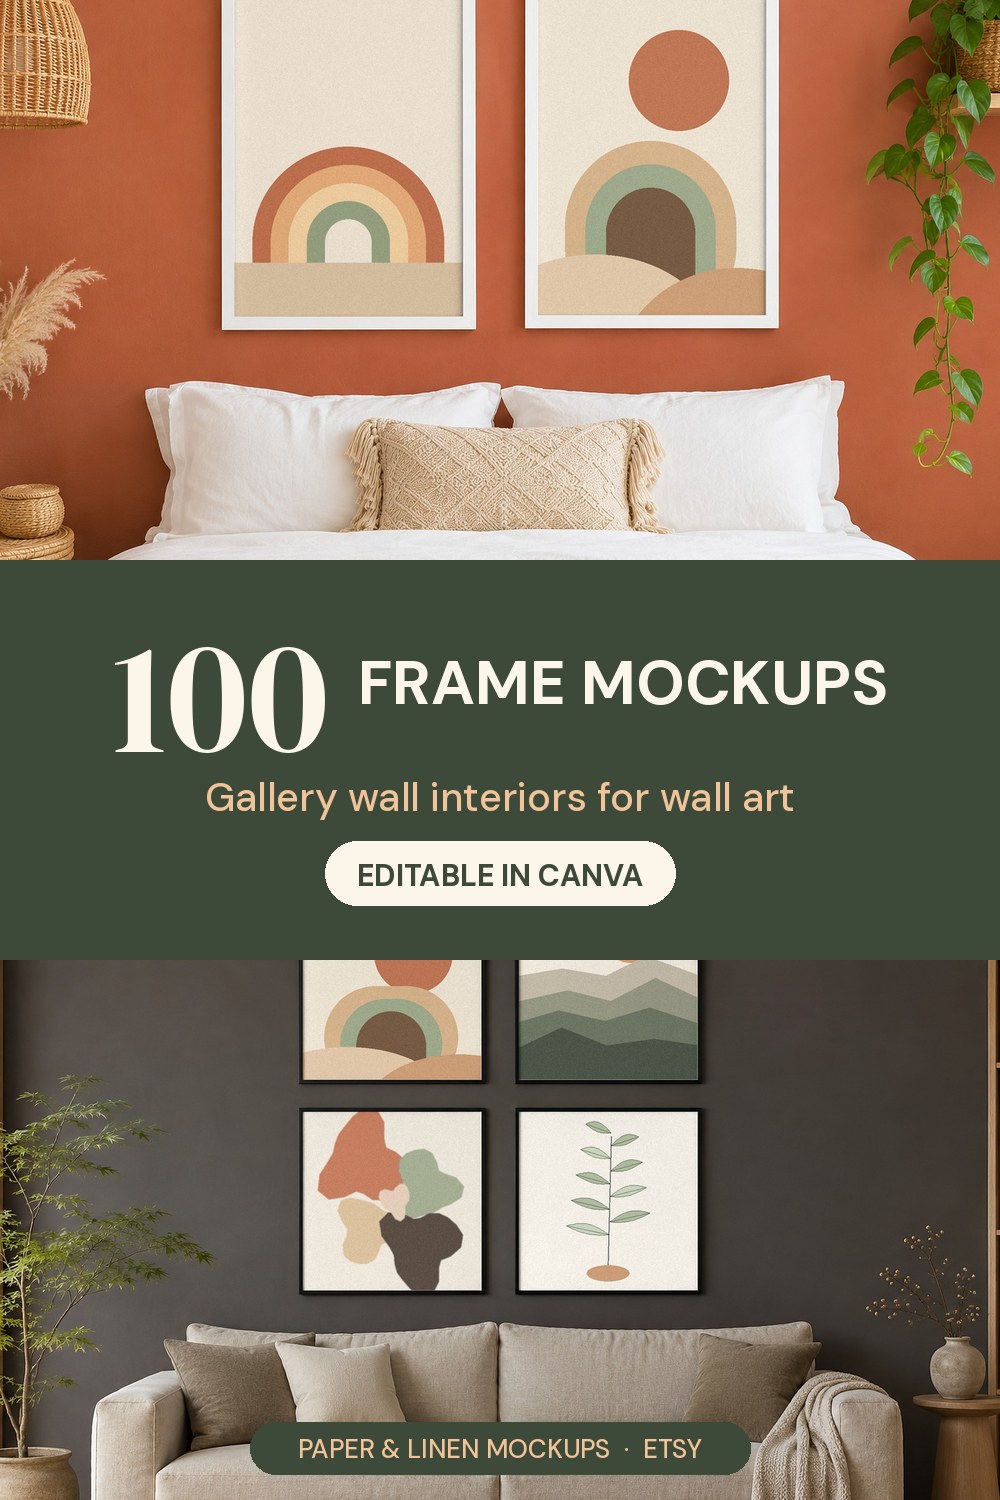 100 FRAME MOCKUPS
Gallery wall interiors for wall art
EDITABLE IN CANVA
PAPER & LINEN MOCKUPS · ETSY